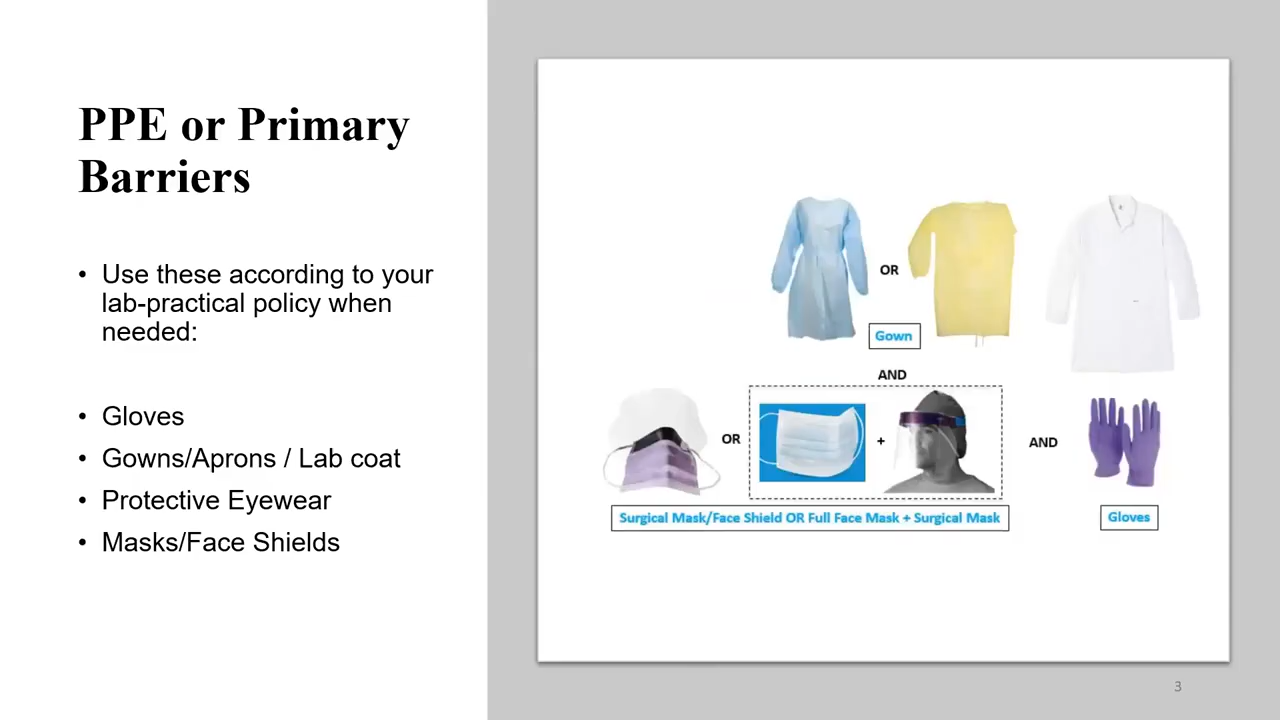 PPE or Primary
Barriers
• Use these according to your
lab-practical policy when
needed:
• Gloves
• Gowns/Aprons / Lab coat
• Protective Eyewear
• Masks/Face Shields
OR
Gown
AND
OR
+
AND
Surgical Mask/Face Shield OR Full Face Mask + Surgical Mask
Gloves
3